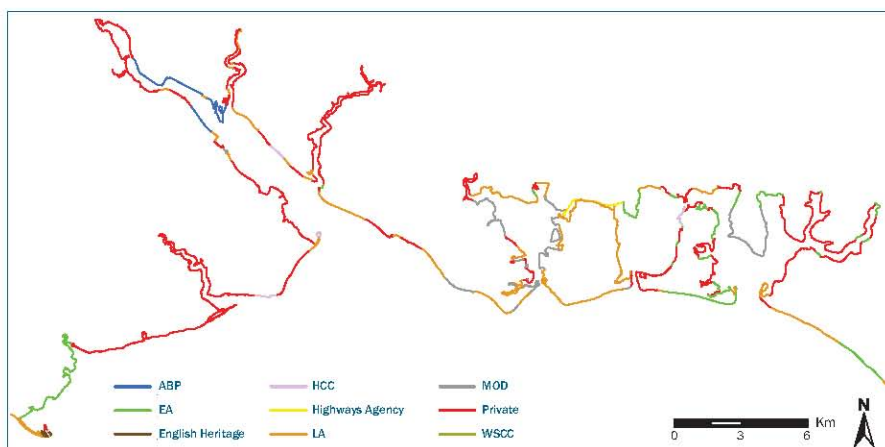 ABP HCC MOD
EA Highways Agency Private
English Heritage LA WSCC
N
Km
0 3 6